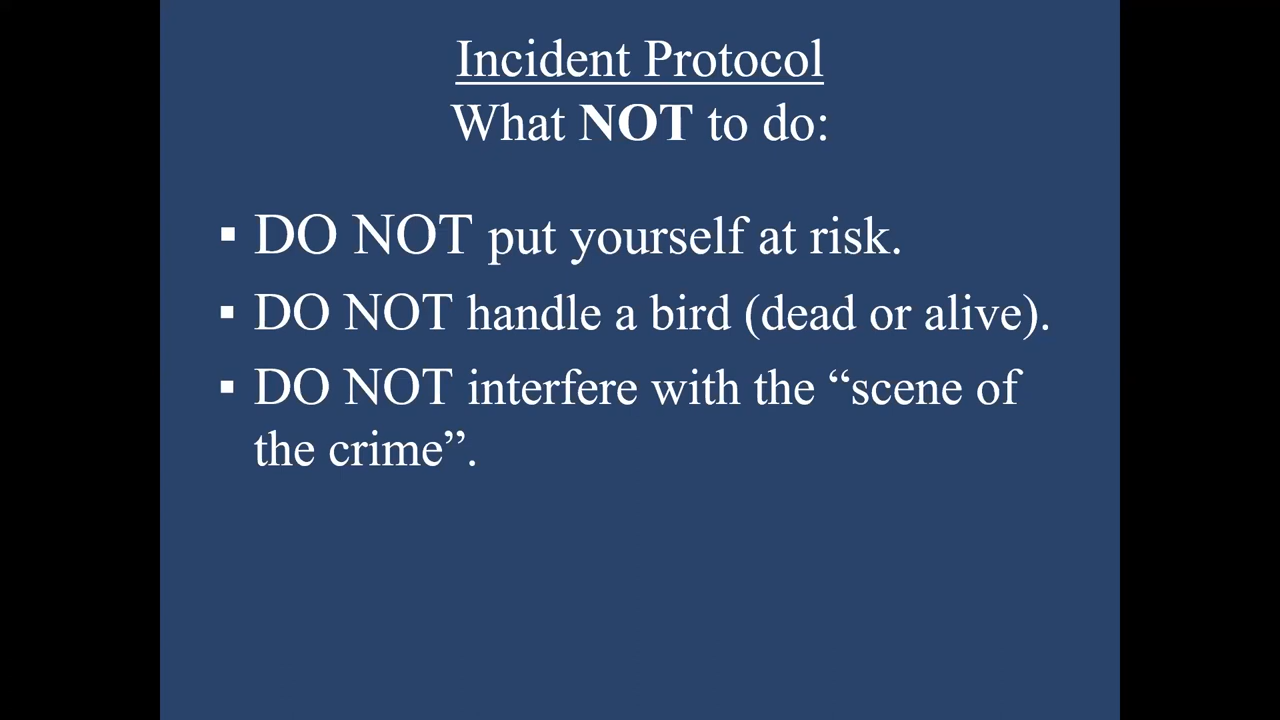 Incident Protocol
What NOT to do:
▪ DO NOT put yourself at risk.
▪ DO NOT handle a bird (dead or alive).
▪ DO NOT interfere with the “scene of
the crime”.